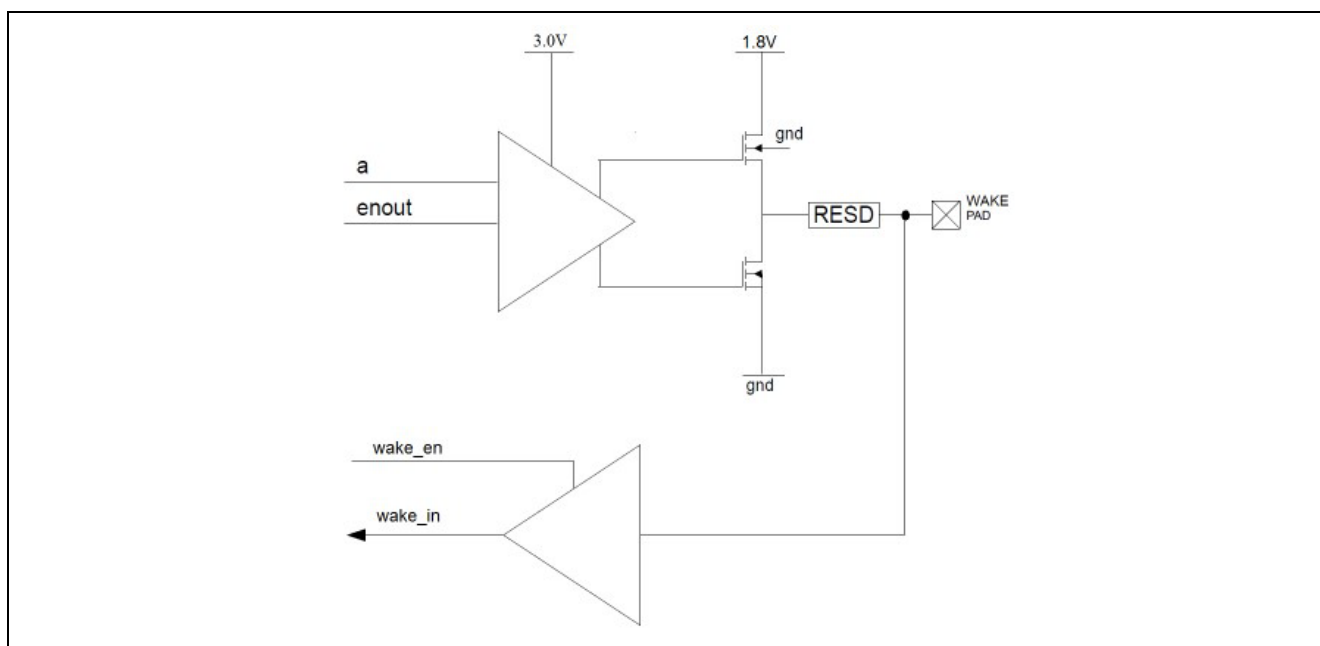 3.0V
1.8V
gnd
a
enout
RESD
WAKE
PAD
gnd
wake_en
wake_in